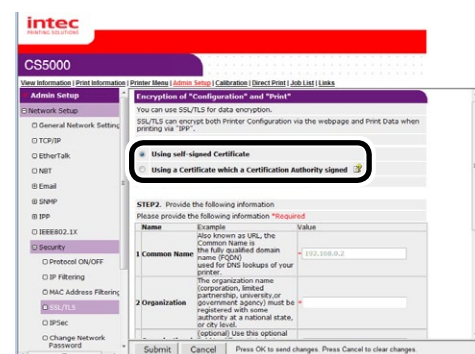 intec
PRINTING SOLUTIONS
CS5000
View Information | Print Information | Printer Menu | Admin Setup | Calibration | Direct Print | Job List | Links
Admin Setup
Network Setup
General Network Setting
TCP/IP
EtherTalk
NBT
Email
SNMP
IPP
IEEE802.1X
Security
Protocol ON/OFF
IP Filtering
MAC Address Filtering
SSL/TLS
IPSec
Change Network
Password
Encryption of "Configuration" and "Print"
You can use SSL/TLS for data encryption.
SSL/TLS can encrypt both Printer Configuration via the webpage and Print Data when
printing via "IPP".
Using self-signed Certificate
Using a Certificate which a Certification Authority signed
STEP2. Provide the following information
Please provide the following information *Required
Name Example Value
Also known as URL, the
Common Name is
the fully qualified domain
name (FQDN)
used for DNS lookups of your
printer.
1 Common Name
* 192.168.0.2
The organization name
(corporation, limited
partnership, university,or
government agency) must be
registered with some
authority at a national state,
or city level.
2 Organization
*
(optional) Use this optional
Submit Cancel Press OK to send changes. Press Cancel to clear changes.